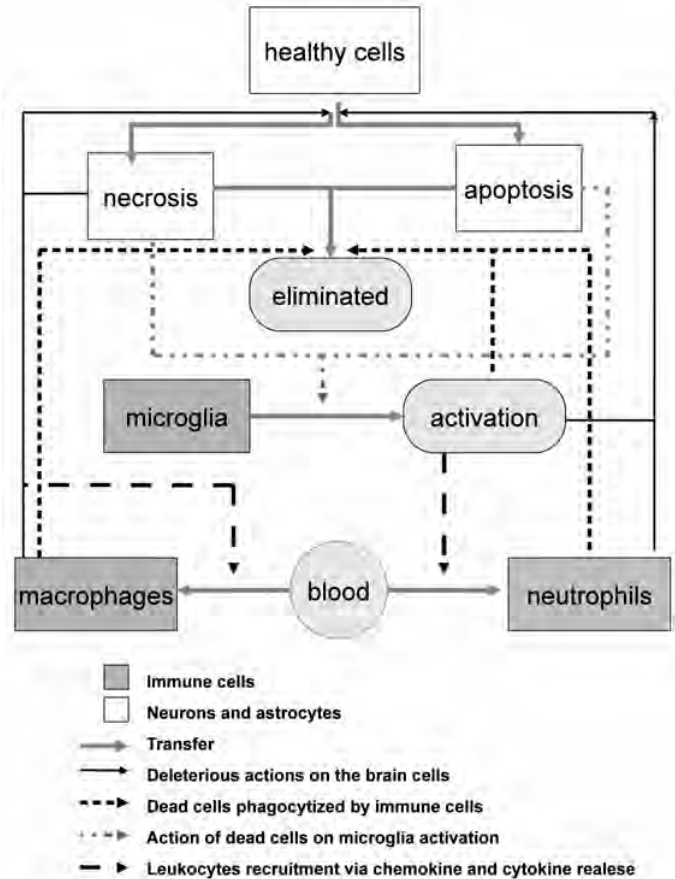 healthy cells
necrosis
apoptosis
eliminated
microglia
activation
macrophages
blood
neutrophils
Immune cells
Neurons and astrocytes
Transfer
Deleterious actions on the brain cells
Dead cells phagocytized by immune cells
Action of dead cells on microglia activation
Leukocytes recruitment via chemokine and cytokine realese